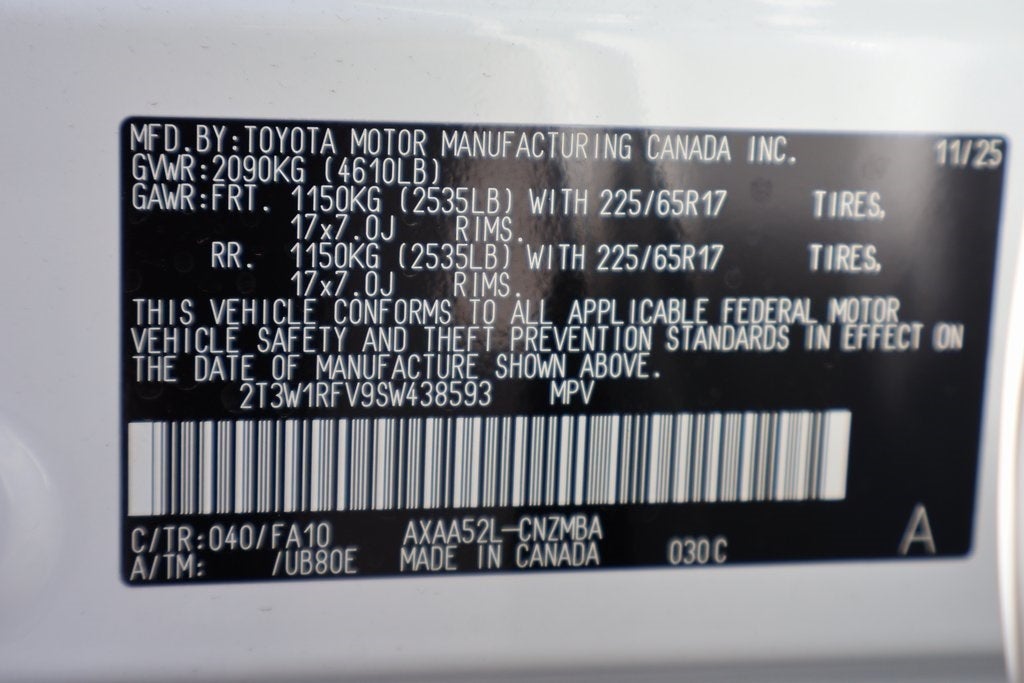 MFD.BY:TOYOTA MOTOR MANUFACTURING CANADA INC. 11/25
GVWR:2090KG (4610LB)
GAWR:FRT. 1150KG (2535LB) WITH 225/65R17 TIRES,
17x7.0J RIMS.
RR. 1150KG (2535LB) WITH 225/65R17 TIRES,
17x7.0J RIMS.
THIS VEHICLE CONFORMS TO ALL APPLICABLE FEDERAL MOTOR
VEHICLE SAFETY AND THEFT PREVENTION STANDARDS IN EFFECT ON
THE DATE OF MANUFACTURE SHOWN ABOVE.
2T3W1RFV9SW438593 MPV
C/TR:040/FA10 AXAA52L-CNZMBA
A/TM: /UB80E MADE IN CANADA 030C A